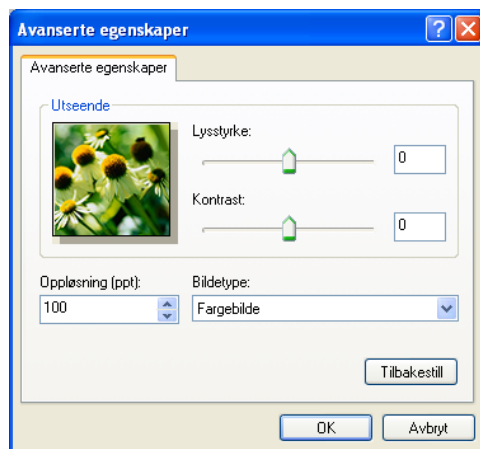 Avanserte egenskaper
Avanserte egenskaper
Utseende
Lysstyrke:
0
Kontrast:
0
Oppløsning (ppt):
Bildetype:
100
Fargebilde
Tilbakestill
OK
Avbryt